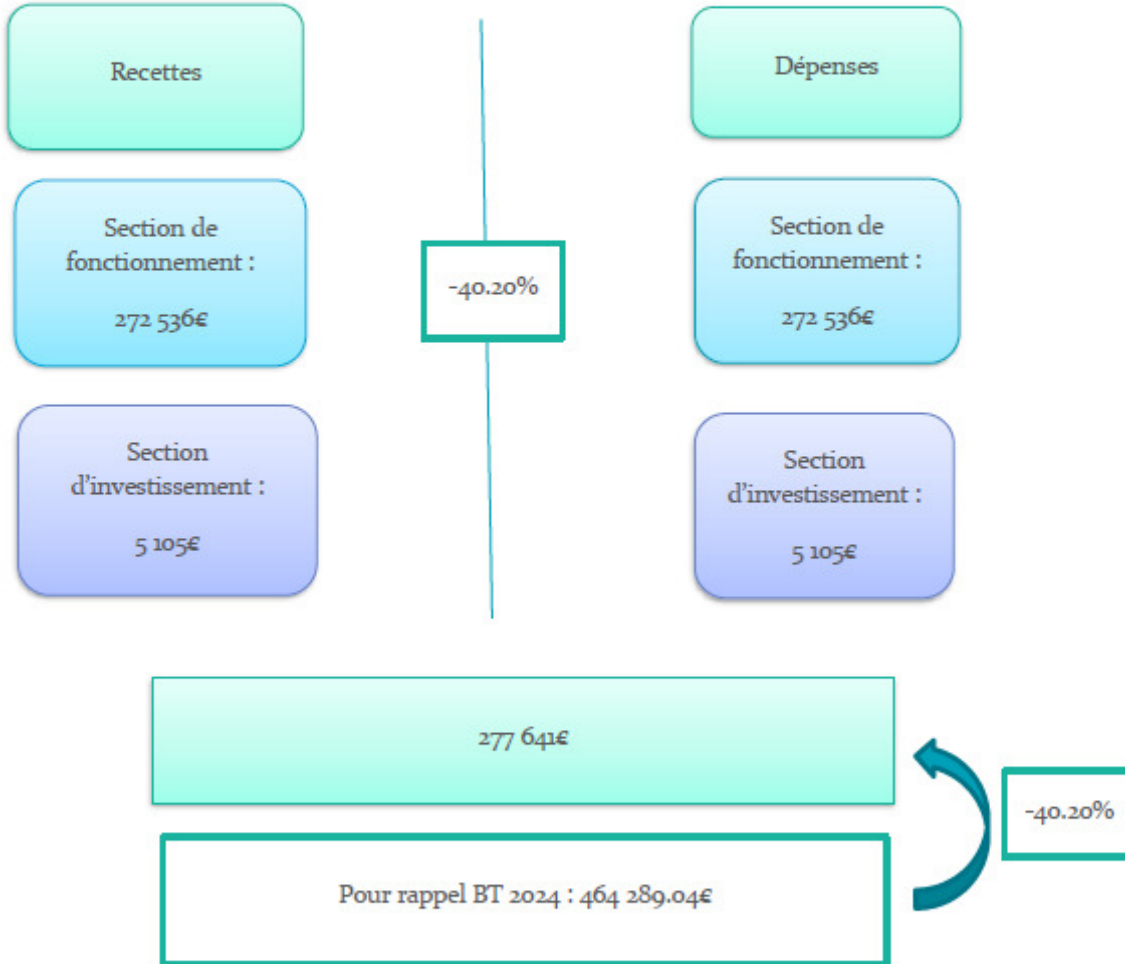 Recettes
Dépenses
Section de
fonctionnement :
272 536€
-40.20%
Section de
fonctionnement :
272 536€
Section
d'investissement :
5 105€
Section
d'investissement :
5 105€
277 641€
-40.20%
Pour rappel BT 2024 : 464 289.04€